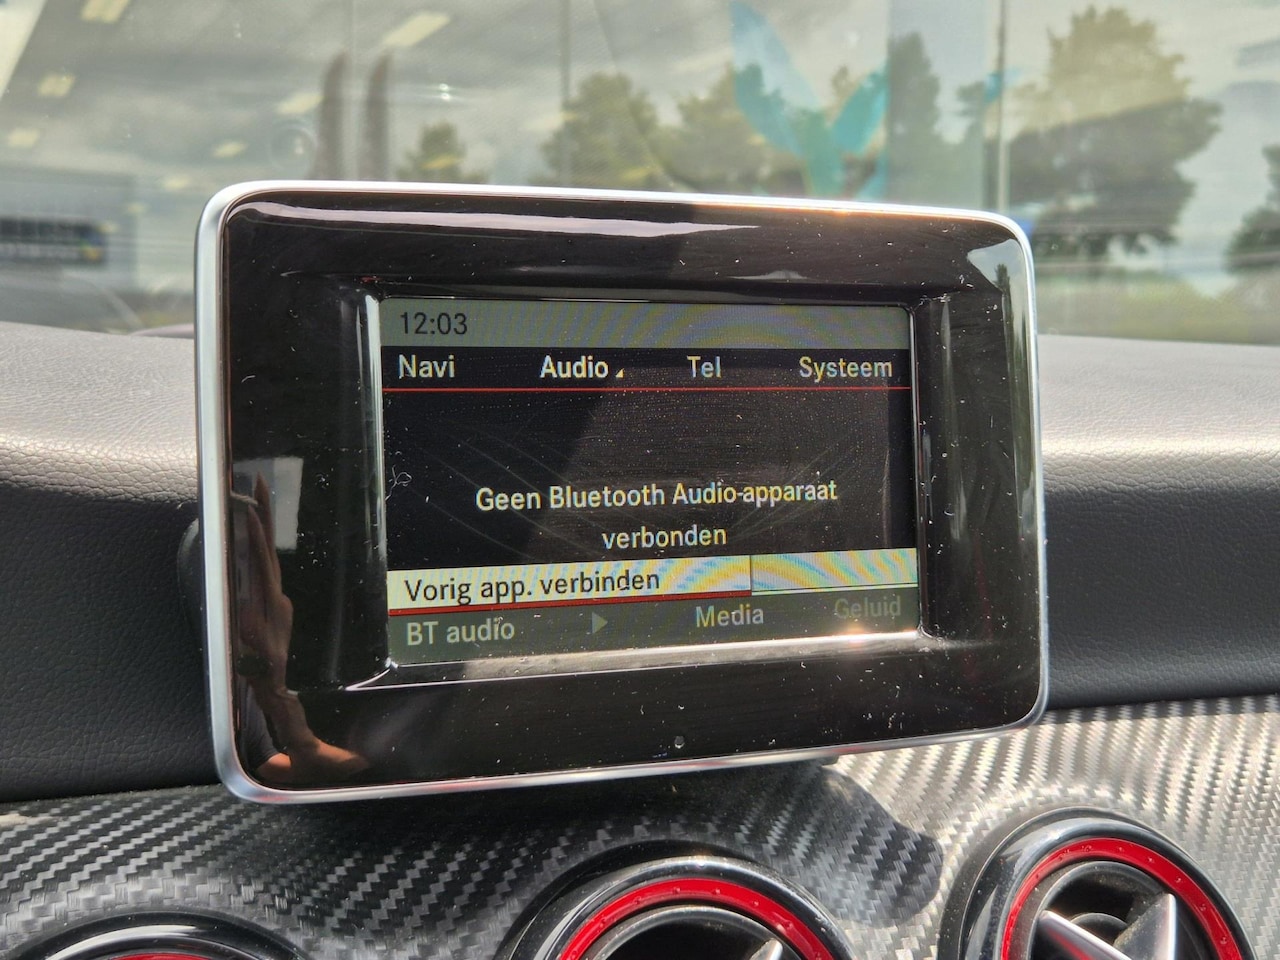 12:03
Navi Audio Tel Systeem
Geen Bluetooth Audio-apparaat
verbonden
Vorig app. verbinden
BT audio Media Geluid